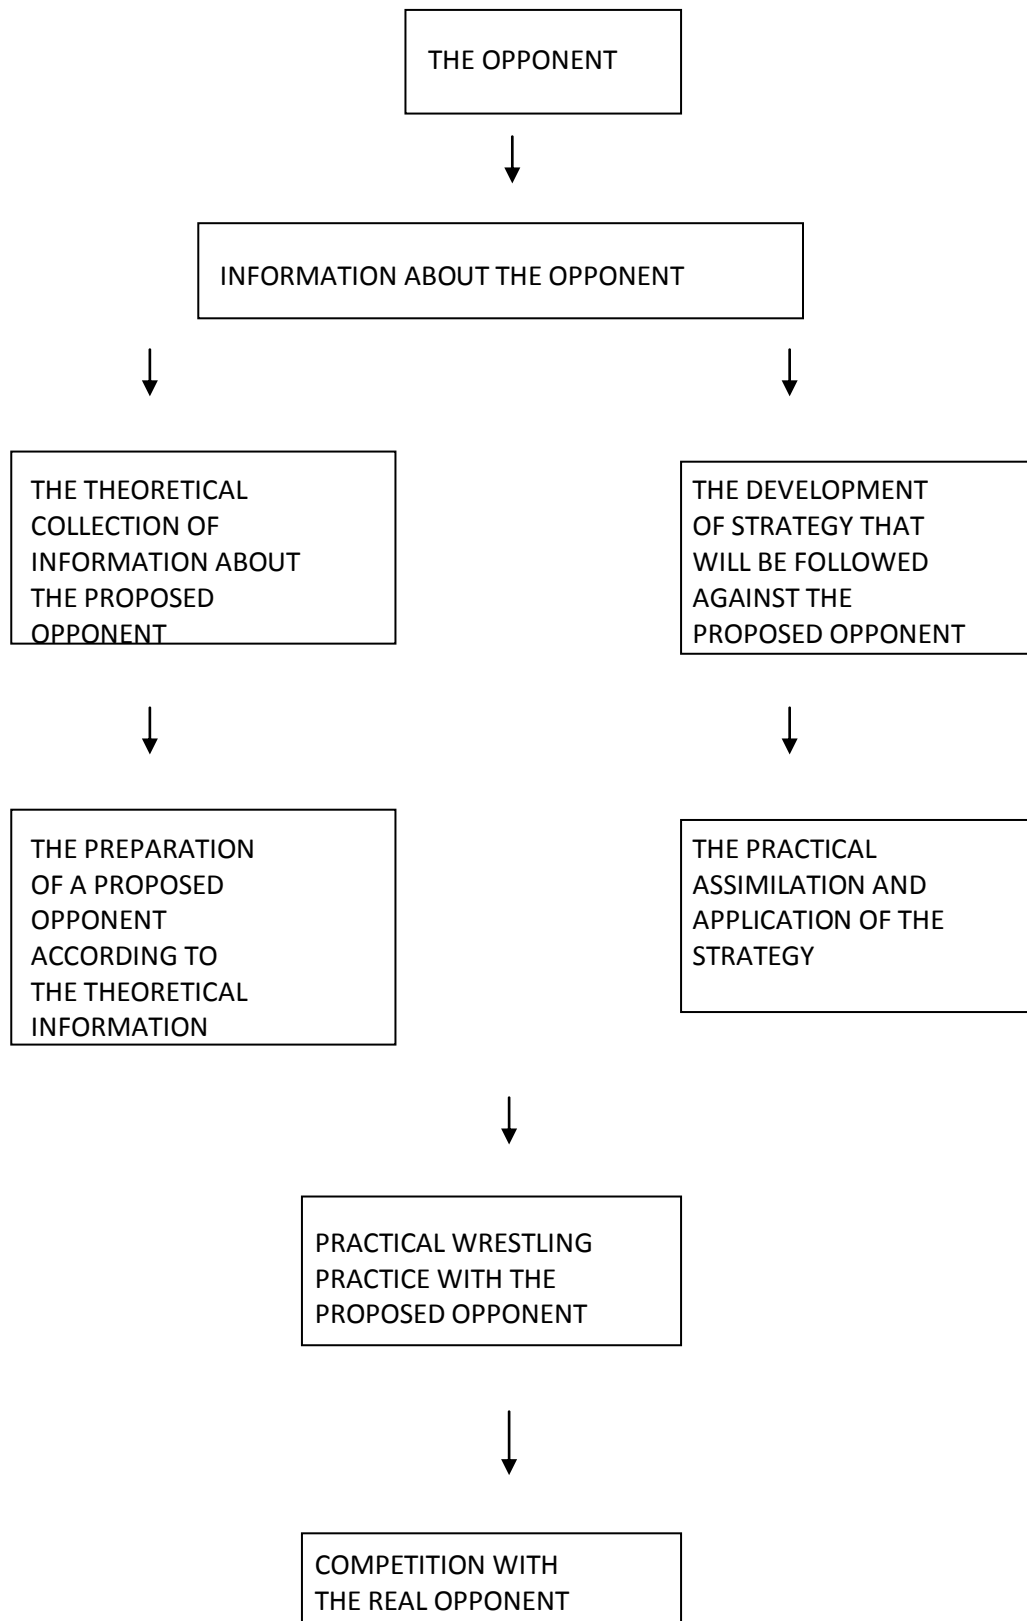 THE OPPONENT
INFORMATION ABOUT THE OPPONENT
THE THEORETICAL
COLLECTION OF
INFORMATION ABOUT
THE PROPOSED
OPPONENT
THE DEVELOPMENT
OF STRATEGY THAT
WILL BE FOLLOWED
AGAINST THE
PROPOSED OPPONENT
THE PREPARATION
OF A PROPOSED
OPPONENT
ACCORDING TO
THE THEORETICAL
INFORMATION
THE PRACTICAL
ASSIMILATION AND
APPLICATION OF THE
STRATEGY
PRACTICAL WRESTLING
PRACTICE WITH THE
PROPOSED OPPONENT
COMPETITION WITH
THE REAL OPPONENT